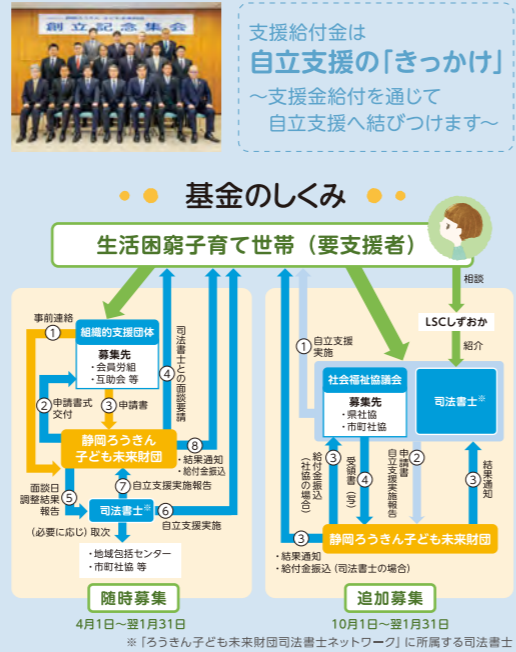 創立記念集会
支援給付金は
自立支援の「きっかけ」
～支援金給付を通じて
自立支援へ結びつけます～
基金のしくみ
生活困窮子育て世帯（要支援者）
事前連絡
①
組織的支援団体
募集先
・会員労組
・互助会 等
②
申請書式
交付
③
申請書
④
司法書士との面談要請
静岡ろうきん
子ども未来財団
⑧
・結果通知
・給付金振込
面談日
調整結果
報告
⑤
⑦
自立支援実施報告
司法書士※
⑥
自立支援実施
（必要に応じ）取次
・地域包括センター
・市町社協 等
随時募集
4月1日～翌1月31日
相談
LSCしずおか
紹介
①
自立支援
実施
社会福祉協議会
募集先
・県社協
・市町社協
司法書士※
③
給付金振込
（社協の場合）
④
受領書（写）
②
申請書
自立支援実施報告
③
結果通知
③
静岡ろうきん子ども未来財団
・結果通知
・給付金振込（司法書士の場合）
追加募集
10月1日～翌1月31日
※「ろうきん子ども未来財団司法書士ネットワーク」に所属する司法書士